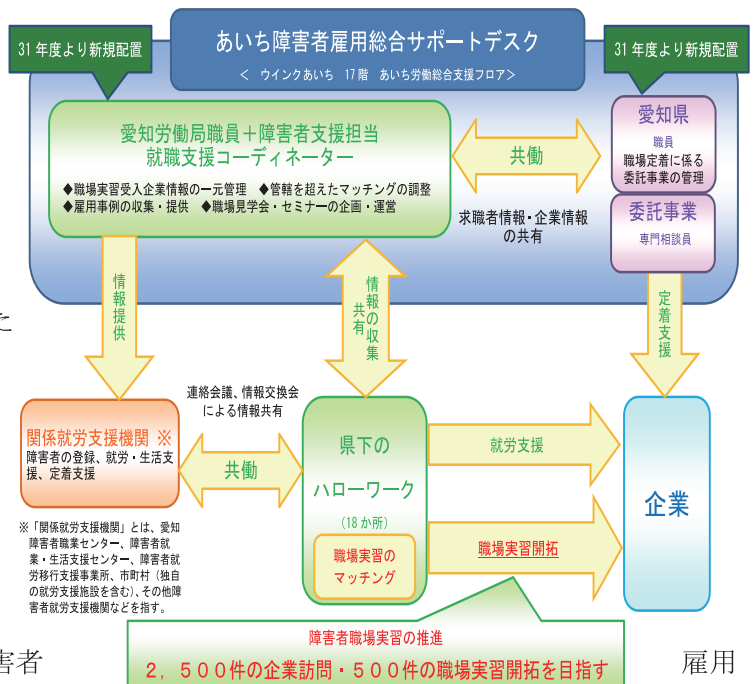 31年度より新規配置
あいち障害者雇用総合サポートデスク
＜ ウインクあいち 17階 あいち労働総合支援フロア＞
31年度より新規配置
愛知労働局職員＋障害者支援担当
就職支援コーディネーター
◆職場実習受入企業情報の一元管理 ◆管轄を超えたマッチングの調整
◆雇用事例の収集・提供 ◆職場見学会・セミナーの企画・運営
共働
求職者情報・企業情報
の共有
愛知県
職員
職場定着に係る
委託事業の管理
委託事業
専門相談員
情報提供
情報の収集
共有
定着支援
た
関係就労支援機関 ※
障害者の登録、就労・生活支
援、定着支援
連絡会議、情報交換会
による情報共有
共働
県下の
ハローワーク
（18か所）
職場実習の
マッチング
就労支援
職場実習開拓
企業
※「関係就労支援機関」とは、愛知
障害者職業センター、障害者就
業・生活支援センター、障害者就
労移行支援事業所、市町村（独自
の就労支援施設を含む）、その他障
害者就労支援機関などを指す。
障害者職場実習の推進
２，５００件の企業訪問・５００件の職場実習開拓を目指す
害者
雇用